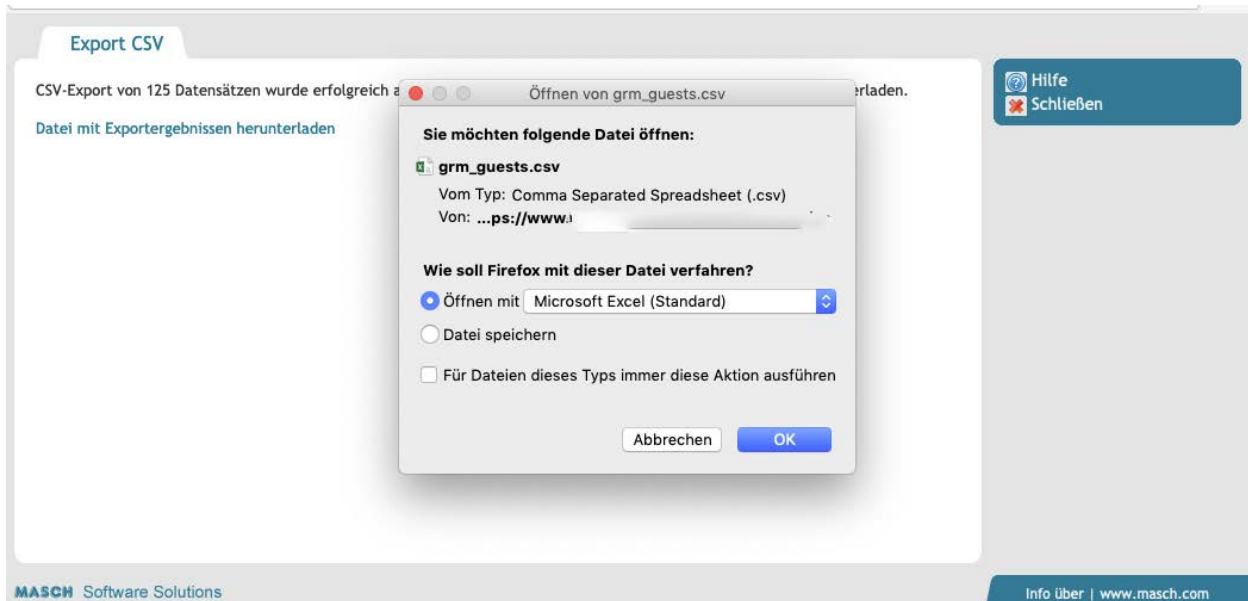 Export CSV
CSV-Export von 125 Datensätzen wurde erfolgreich
erladen.
Datei mit Exportergebnissen herunterladen
Öffnen von grm_guests.csv
Sie möchten folgende Datei öffnen:
grm_guests.csv
Vom Typ: Comma Separated Spreadsheet (.csv)
Von: ...ps://www.
Wie soll Firefox mit dieser Datei verfahren?
Öffnen mit Microsoft Excel (Standard)
Datei speichern
Für Dateien dieses Typs immer diese Aktion ausführen
Abbrechen OK
Hilfe
Schließen
MASCH Software Solutions
Info über | www.masch.com